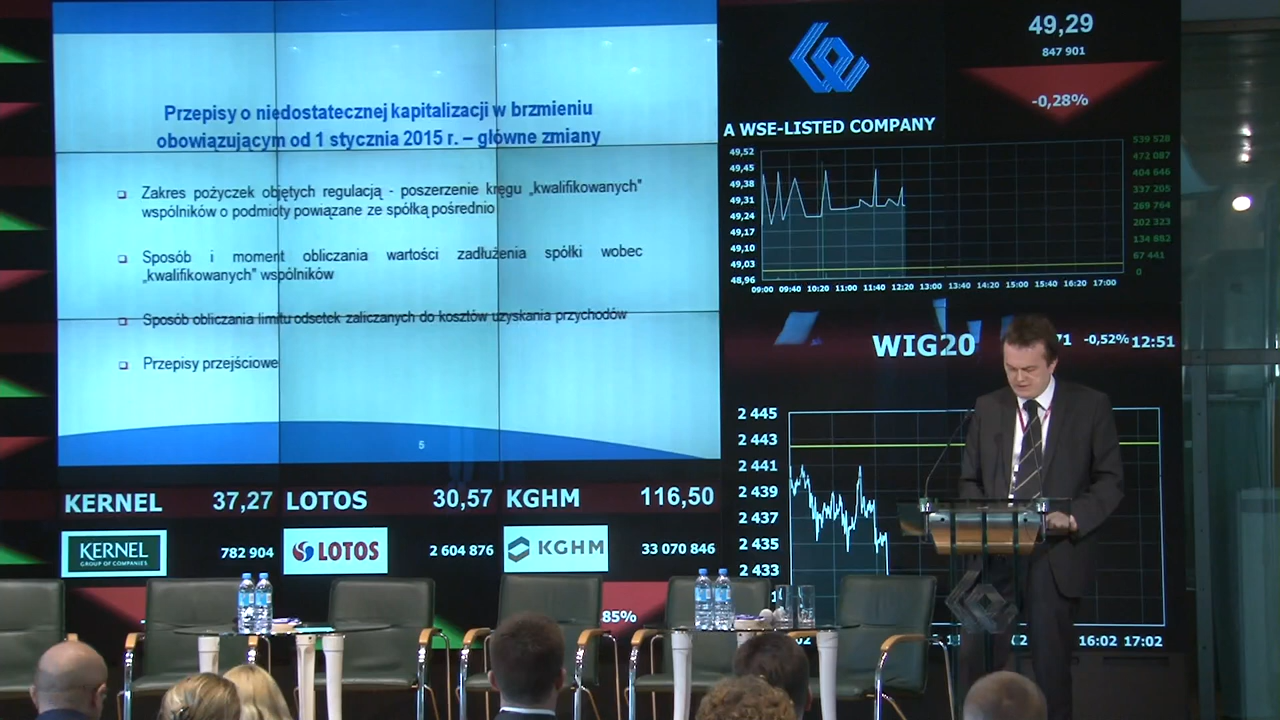 Przepisy o niedostatecznej kapitalizacji w brzmieniu
obowiązującym od 1 stycznia 2015 r. – główne zmiany
Zakres pożyczek objętych regulacją - poszerzenie kręgu „kwalifikowanych”
wspólników o podmioty powiązane ze spółką pośrednio
Sposób i moment obliczania wartości zadłużenia spółki wobec
„kwalifikowanych” wspólników
Sposób obliczania limitu odsetek zaliczanych do kosztów uzyskania przychodów
Przepisy przejściowe
5
KERNEL 37,27 LOTOS 30,57 KGHM 116,50
KERNEL
GROUP OF COMPANIES
782 904
LOTOS
2 604 876
KGHM
33 070 846
85%
49,29
847 901
-0,28%
A WSE-LISTED COMPANY
49,52
49,45
49,38
49,31
49,24
49,17
49,10
49,03
48,96
539 528
472 087
404 646
337 205
269 764
202 323
134 882
67 441
0
09:00 09:40 10:20 11:00 11:40 12:20 13:00 13:40 14:20 15:00 15:40 16:20 17:00
WIG20 71 -0,52% 12:51
2 445
2 443
2 441
2 439
2 437
2 435
2 433
16:02 17:02